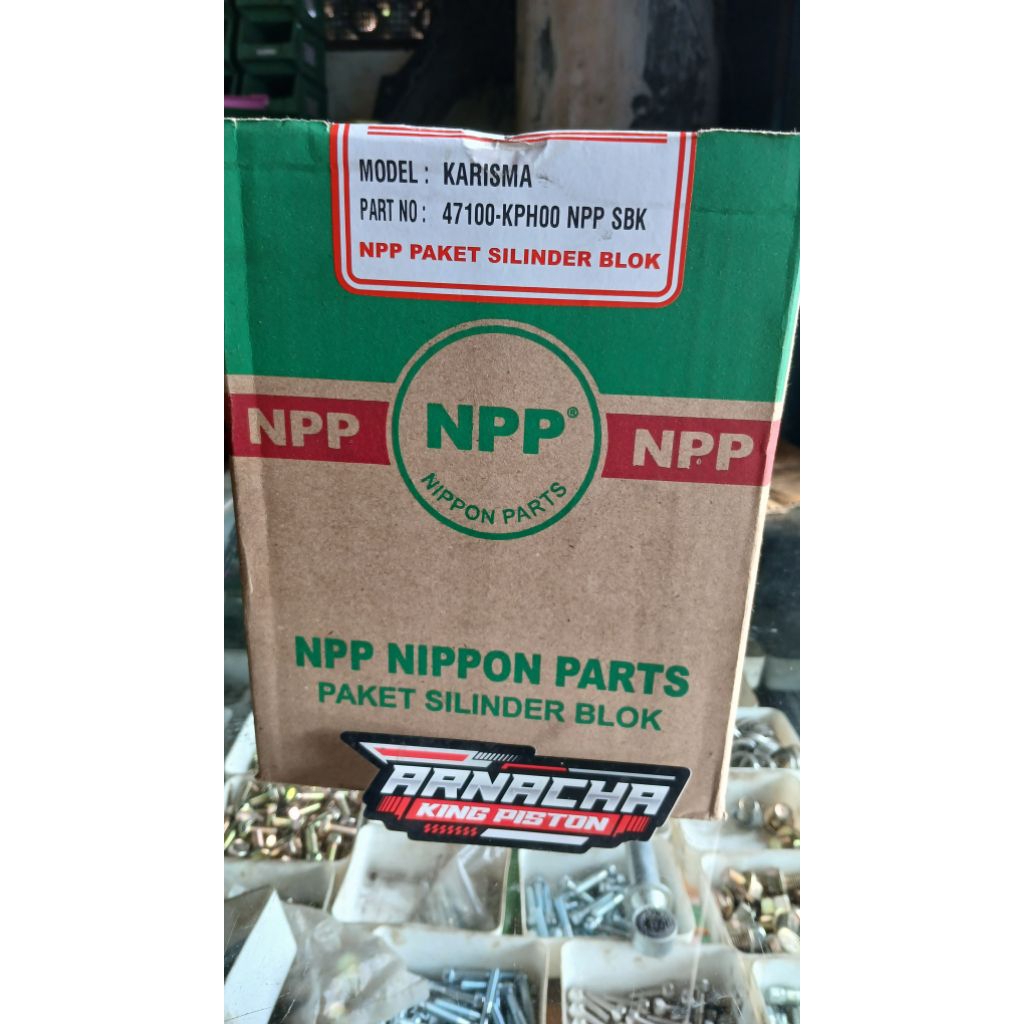 MODEL : KARISMA
PART NO : 47100-KPH00 NPP SBK
NPP PAKET SILINDER BLOK
NPP
NPP®
NPP
NIPPON PARTS
NPP NIPPON PARTS
PAKET SILINDER BLOK
ARNACHA
KING PISTON